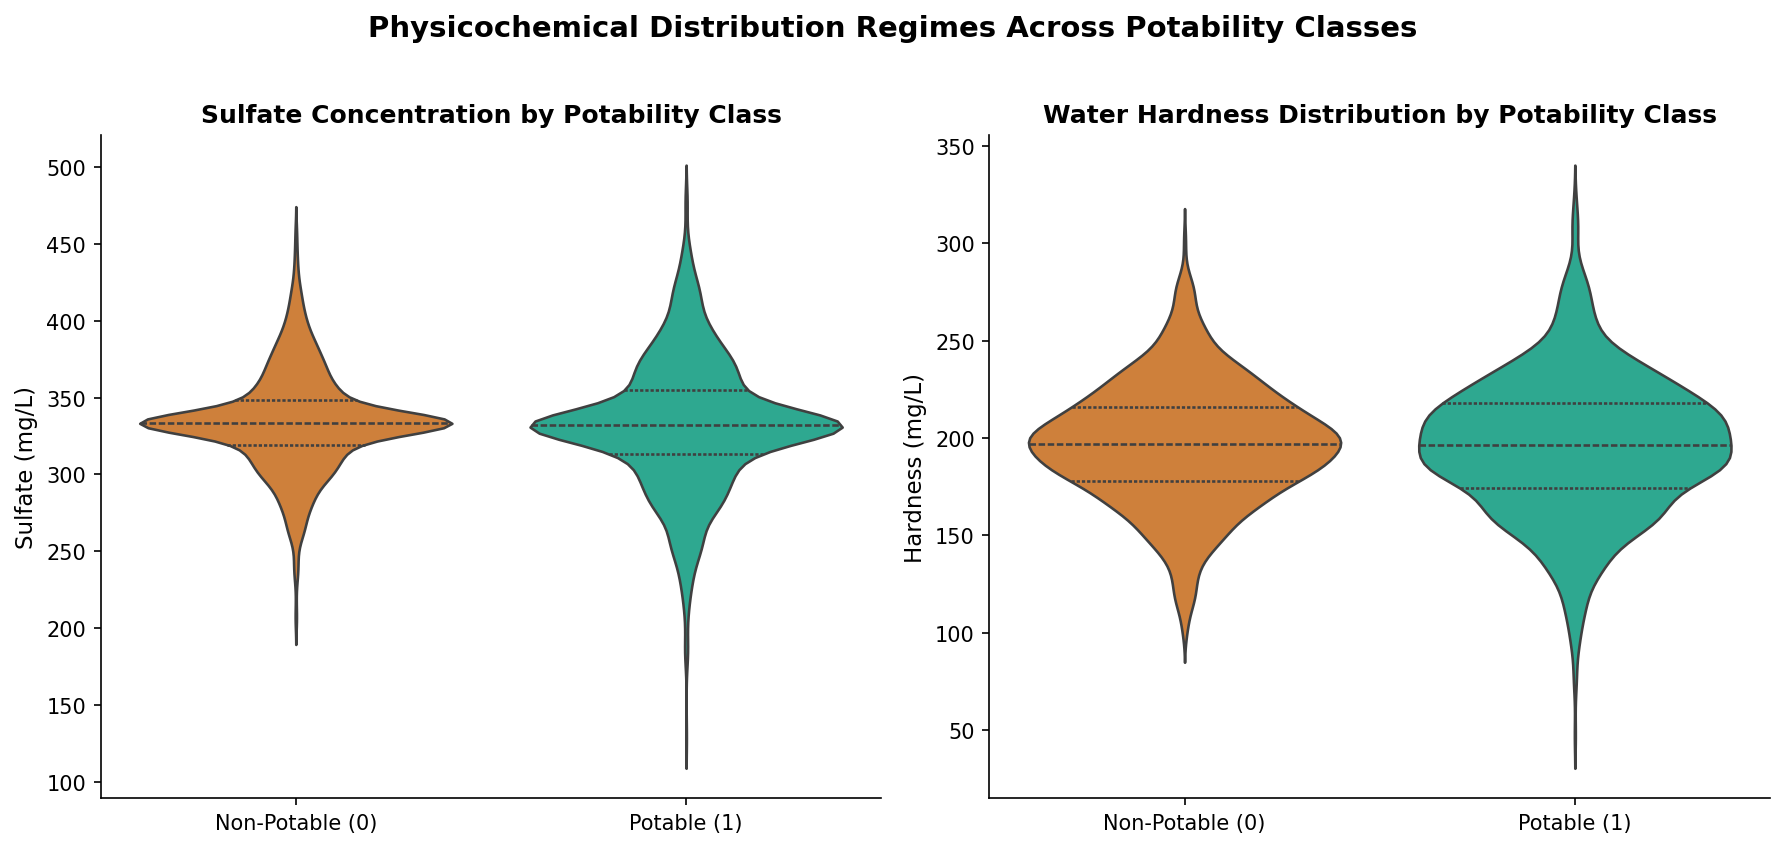 Physicochemical Distribution Regimes Across Potability Classes
Sulfate Concentration by Potability Class
Sulfate (mg/L)
500
450
400
350
300
250
200
150
100
Non-Potable (0)
Potable (1)
Water Hardness Distribution by Potability Class
Hardness (mg/L)
350
300
250
200
150
100
50
Non-Potable (0)
Potable (1)